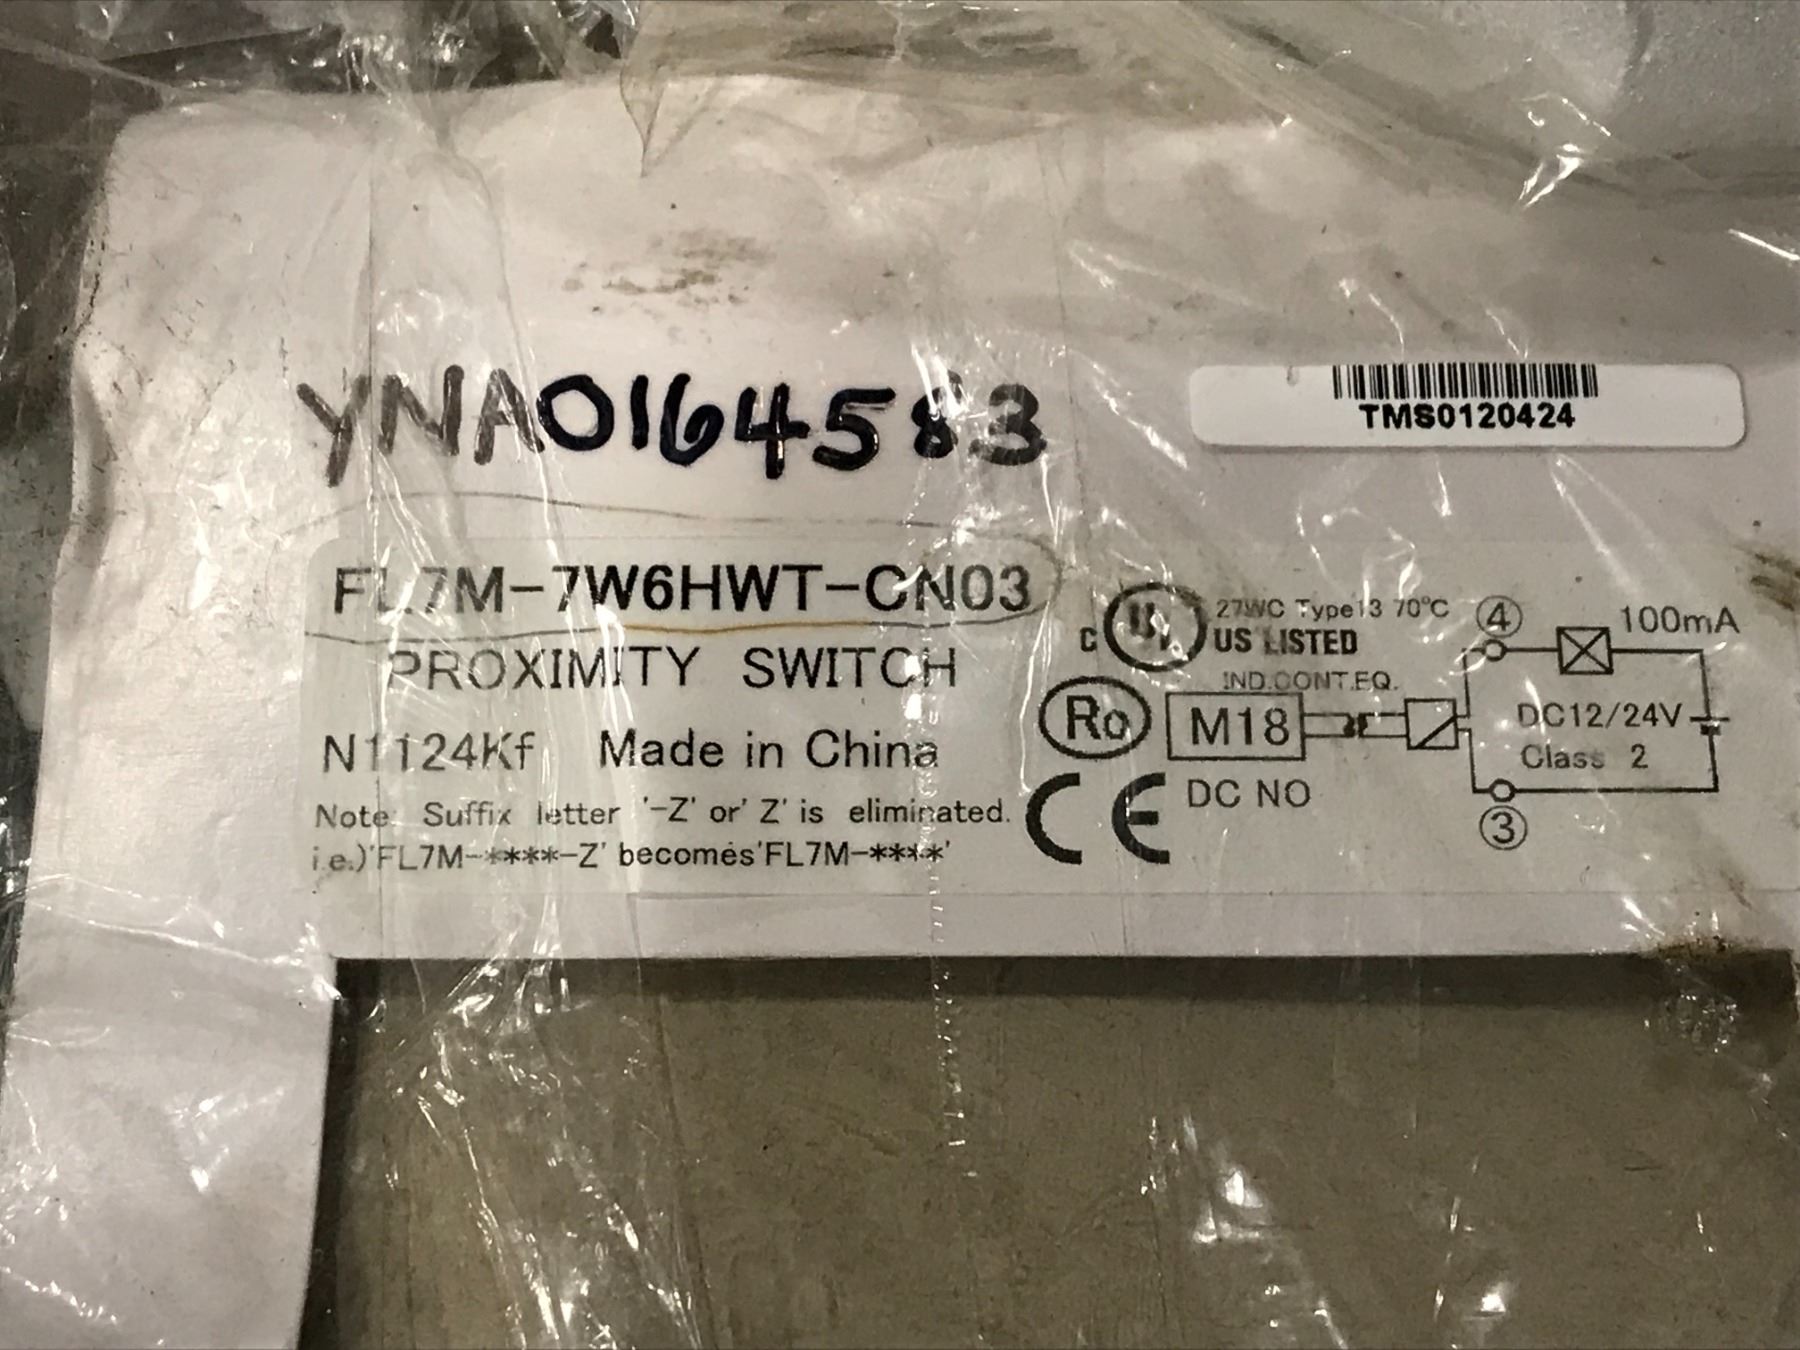 YNA0164583
TMS0120424
FL7M-7W6HWT-CN03
PROXIMITY SWITCH
N1124Kf Made in China
Note: Suffix letter '-Z' or' Z' is eliminated.
i.e.)'FL7M-****-Z' becomes'FL7M-****'
C UL US LISTED
27WC Type13 70°C
IND.CONT.EQ.
Ro
M18
CE
DC NO
④
100mA
DC12/24V
Class 2
③